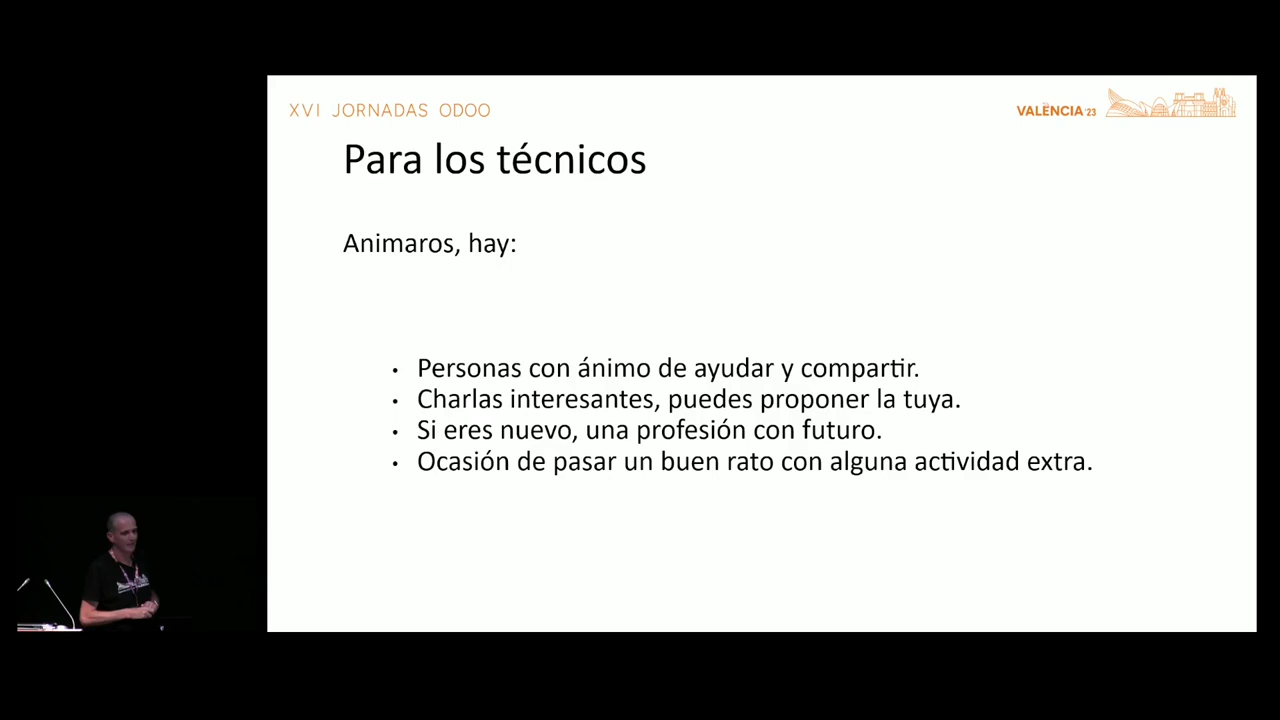 XVI JORNADAS ODOO
VALÈNCIA '23
Para los técnicos
Animaros, hay:
• Personas con ánimo de ayudar y compartir.
• Charlas interesantes, puedes proponer la tuya.
• Si eres nuevo, una profesión con futuro.
• Ocasión de pasar un buen rato con alguna actividad extra.